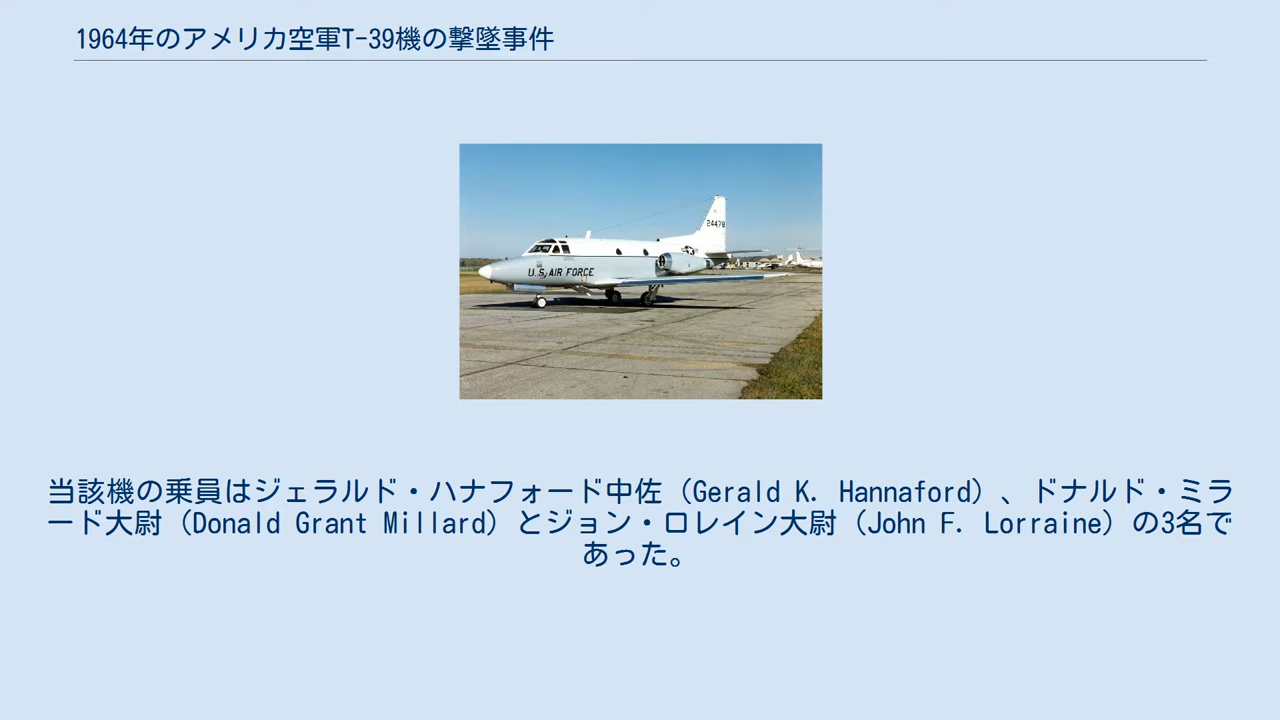 1964年のアメリカ空軍T-39機の撃墜事件
24478
U.S. AIR FORCE
当該機の乗員はジェラルド・ハナフォード中佐（Gerald K. Hannaford）、ドナルド・ミラ
ード大尉（Donald Grant Millard）とジョン・ロレイン大尉（John F. Lorraine）の3名で
あった。